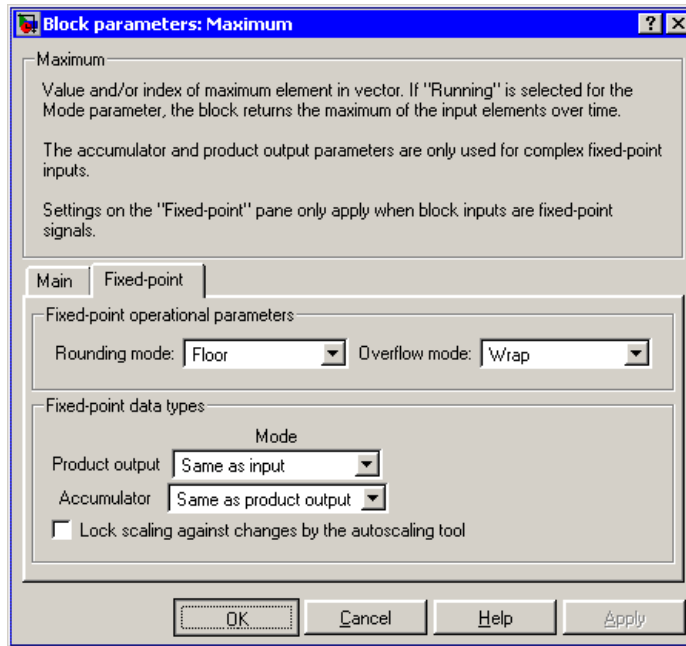 Block parameters: Maximum
Maximum
Value and/or index of maximum element in vector. If "Running" is selected for the
Mode parameter, the block returns the maximum of the input elements over time.
The accumulator and product output parameters are only used for complex fixed-point
inputs.
Settings on the "Fixed-point" pane only apply when block inputs are fixed-point
signals.
Main Fixed-point
Fixed-point operational parameters
Rounding mode: Floor Overflow mode: Wrap
Fixed-point data types
Mode
Product output Same as input
Accumulator Same as product output
Lock scaling against changes by the autoscaling tool
OK Cancel Help Apply